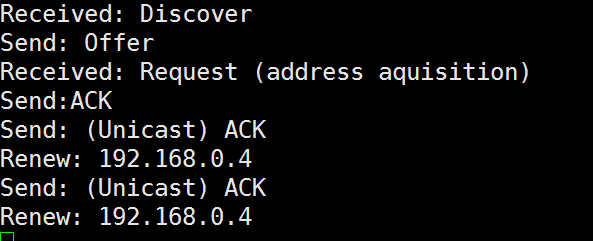 Received: Discover
Send: Offer
Received: Request (address aquisition)
Send:ACK
Send: (Unicast) ACK
Renew: 192.168.0.4
Send: (Unicast) ACK
Renew: 192.168.0.4